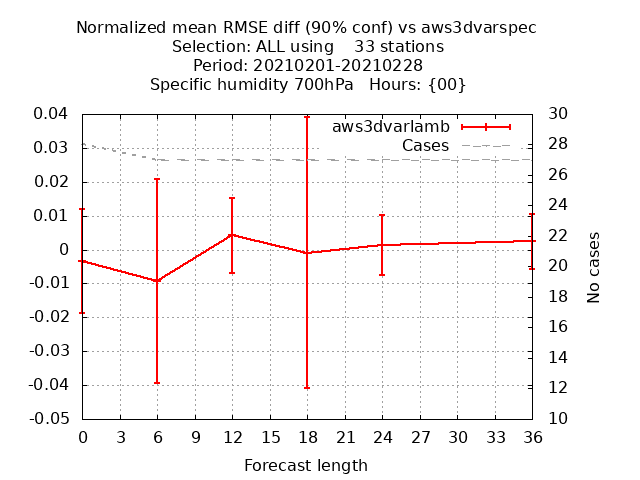 Normalized mean RMSE diff (90% conf) vs aws3dvarspec
Selection: ALL using    33 stations
Period: 20210201-20210228
Specific humidity 700hPa   Hours: {00}
aws3dvarlamb
Cases
0.04
0.03
0.02
0.01
0
-0.01
-0.02
-0.03
-0.04
-0.05
30
28
26
24
22
20
18
16
14
12
10
No cases
0 3 6 9 12 15 18 21 24 27 30 33 36
Forecast length